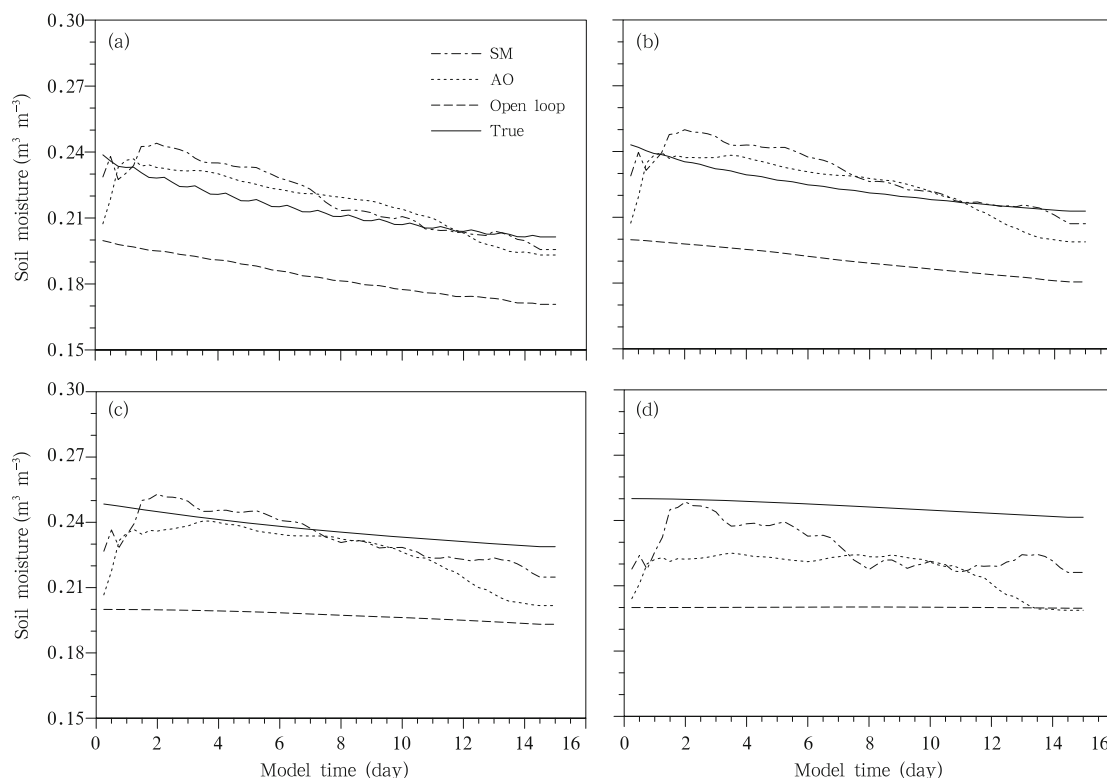 (a)
(b)
SM
AO
Open loop
True
0.30
0.27
0.24
0.21
0.18
0.15
Soil moisture (m³ m⁻³)
(c)
(d)
0.30
0.27
0.24
0.21
0.18
0.15
Soil moisture (m³ m⁻³)
0 2 4 6 8 10 12 14 16
0 2 4 6 8 10 12 14 16
Model time (day)
Model time (day)